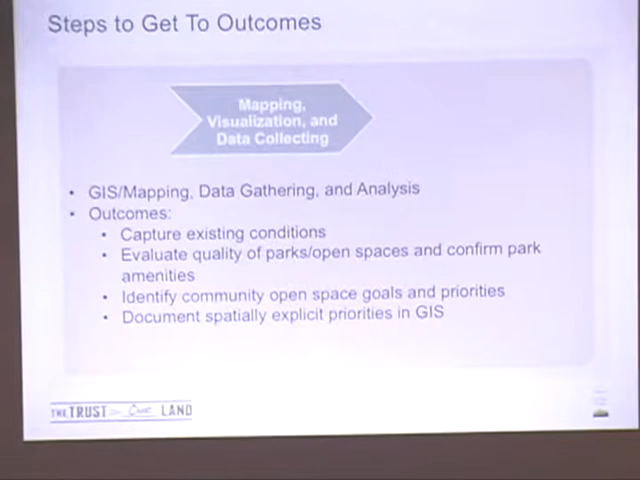 Steps to Get To Outcomes
Mapping,
Visualization, and
Data Collecting
• GIS/Mapping, Data Gathering, and Analysis
• Outcomes:
• Capture existing conditions
• Evaluate quality of parks/open spaces and confirm park
amenities
• Identify community open space goals and priorities
• Document spatially explicit priorities in GIS
THE TRUST LAND